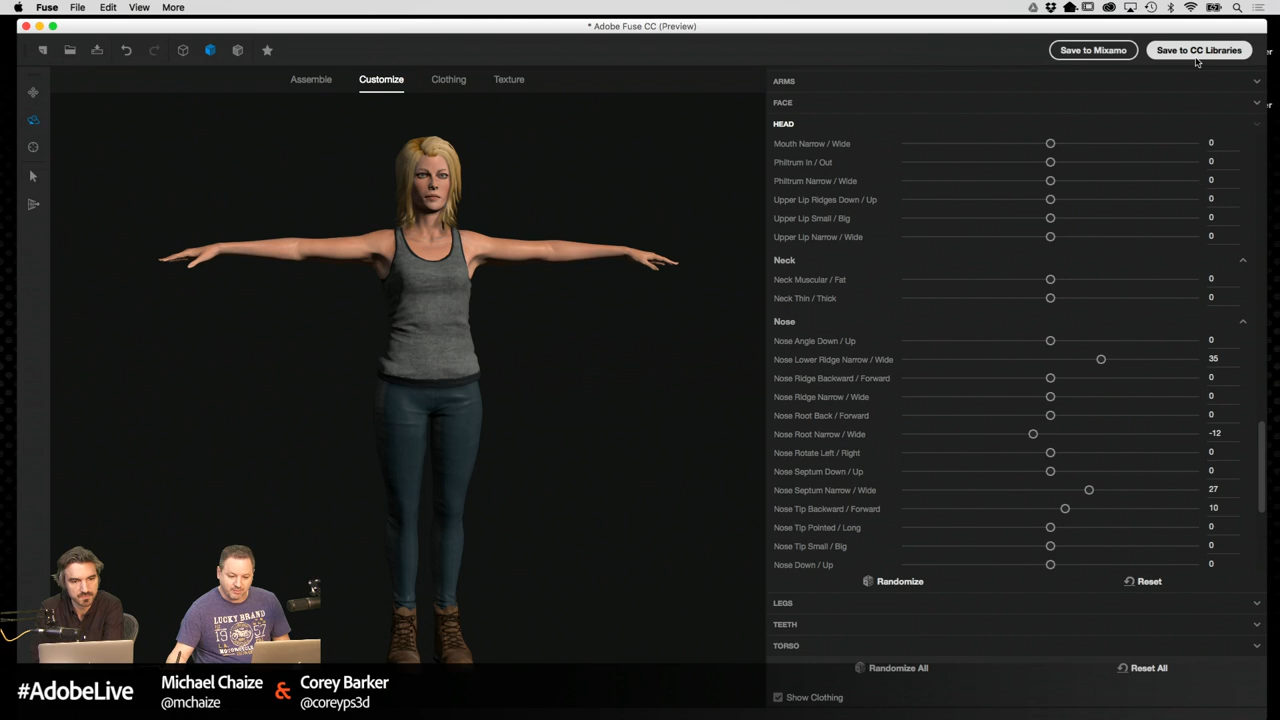 Fuse File Edit View More
* Adobe Fuse CC (Preview)
Save to Mixamo Save to CC Libraries
Assemble Customize Clothing Texture
ARMS
FACE
HEAD
Mouth Narrow / Wide 0
Philtrum In / Out 0
Philtrum Narrow / Wide 0
Upper Lip Ridges Down / Up 0
Upper Lip Small / Big 0
Upper Lip Narrow / Wide 0
Neck
Neck Muscular / Fat 0
Neck Thin / Thick 0
Nose
Nose Angle Down / Up 0
Nose Lower Ridge Narrow / Wide 35
Nose Ridge Backward / Forward 0
Nose Ridge Narrow / Wide 0
Nose Root Back / Forward 0
Nose Root Narrow / Wide -12
Nose Rotate Left / Right 0
Nose Septum Down / Up 0
Nose Septum Narrow / Wide 27
Nose Tip Backward / Forward 10
Nose Tip Pointed / Long 0
Nose Tip Small / Big 0
Nose Down / Up 0
Randomize Reset
LEGS
TEETH
TORSO
Randomize All Reset All
Show Clothing
LUCKY BRAND
#AdobeLive
Michael Chaize & Corey Barker
@mchaize @coreyps3d